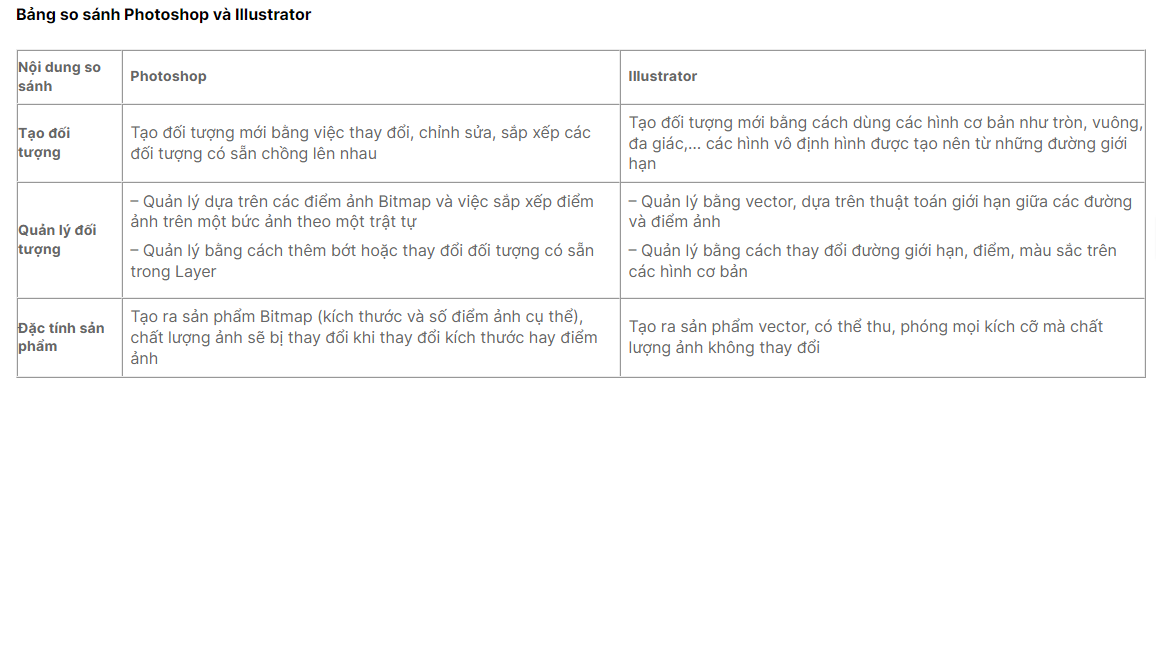 Bảng so sánh Photoshop và Illustrator
Nội dung so
sánh
Photoshop
Illustrator
Tạo đối
tượng
Tạo đối tượng mới bằng việc thay đổi, chỉnh sửa, sắp xếp các
đối tượng có sẵn chồng lên nhau
Tạo đối tượng mới bằng cách dùng các hình cơ bản như tròn, vuông,
đa giác,... các hình vô định hình được tạo nên từ những đường giới
hạn
Quản lý đối
tượng
– Quản lý dựa trên các điểm ảnh Bitmap và việc sắp xếp điểm
ảnh trên một bức ảnh theo một trật tự
– Quản lý bằng cách thêm bớt hoặc thay đổi đối tượng có sẵn
trong Layer
– Quản lý bằng vector, dựa trên thuật toán giới hạn giữa các đường
và điểm ảnh
– Quản lý bằng cách thay đổi đường giới hạn, điểm, màu sắc trên
các hình cơ bản
Đặc tính sản
phẩm
Tạo ra sản phẩm Bitmap (kích thước và số điểm ảnh cụ thể),
chất lượng ảnh sẽ bị thay đổi khi thay đổi kích thước hay điểm
ảnh
Tạo ra sản phẩm vector, có thể thu, phóng mọi kích cỡ mà chất
lượng ảnh không thay đổi